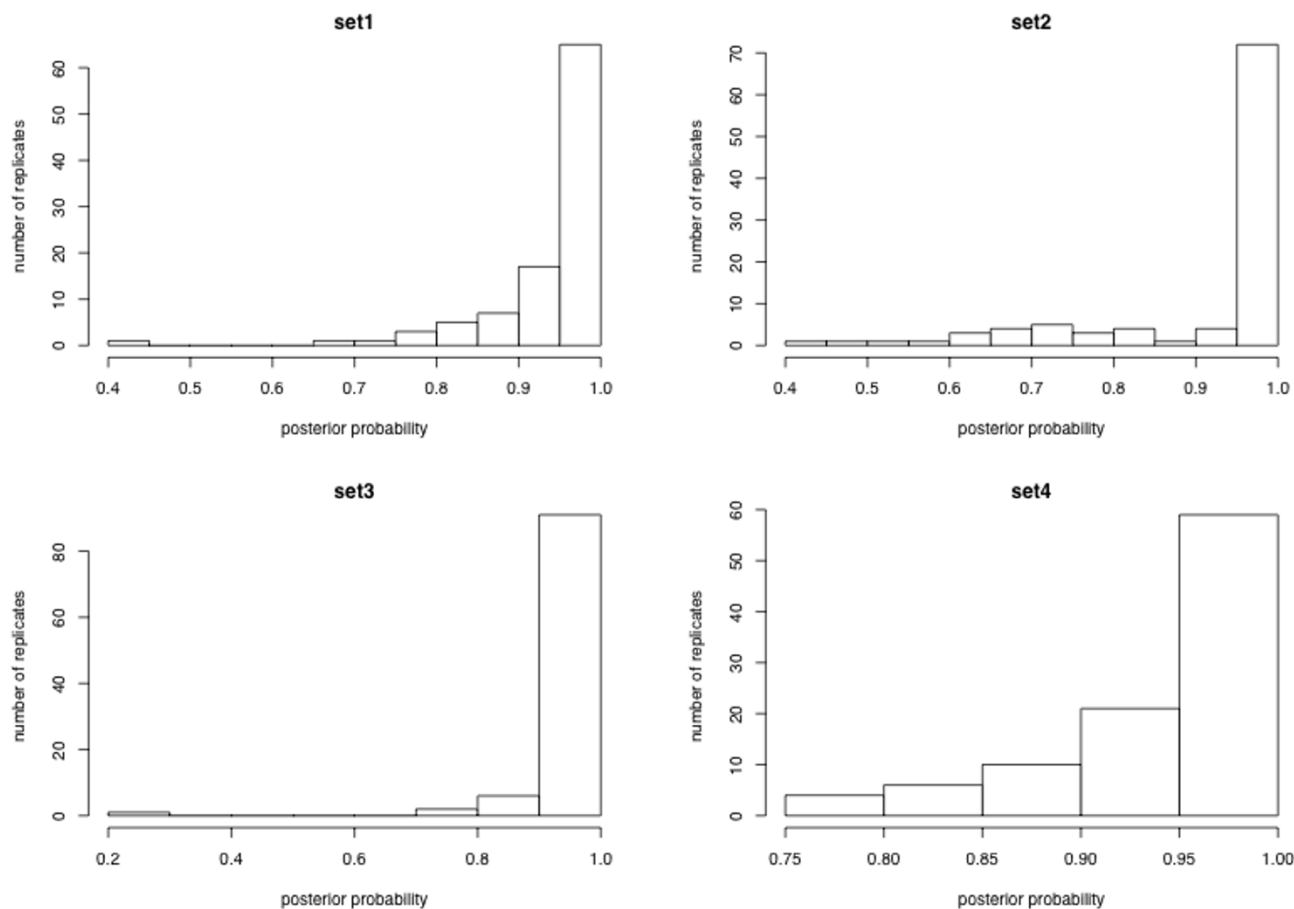 set1
number of replicates
0 10 20 30 40 50 60
0.4 0.5 0.6 0.7 0.8 0.9 1.0
posterior probability
set2
number of replicates
0 10 20 30 40 50 60 70
0.4 0.5 0.6 0.7 0.8 0.9 1.0
posterior probability
set3
number of replicates
0 20 40 60 80
0.2 0.4 0.6 0.8 1.0
posterior probability
set4
number of replicates
0 10 20 30 40 50 60
0.75 0.80 0.85 0.90 0.95 1.00
posterior probability